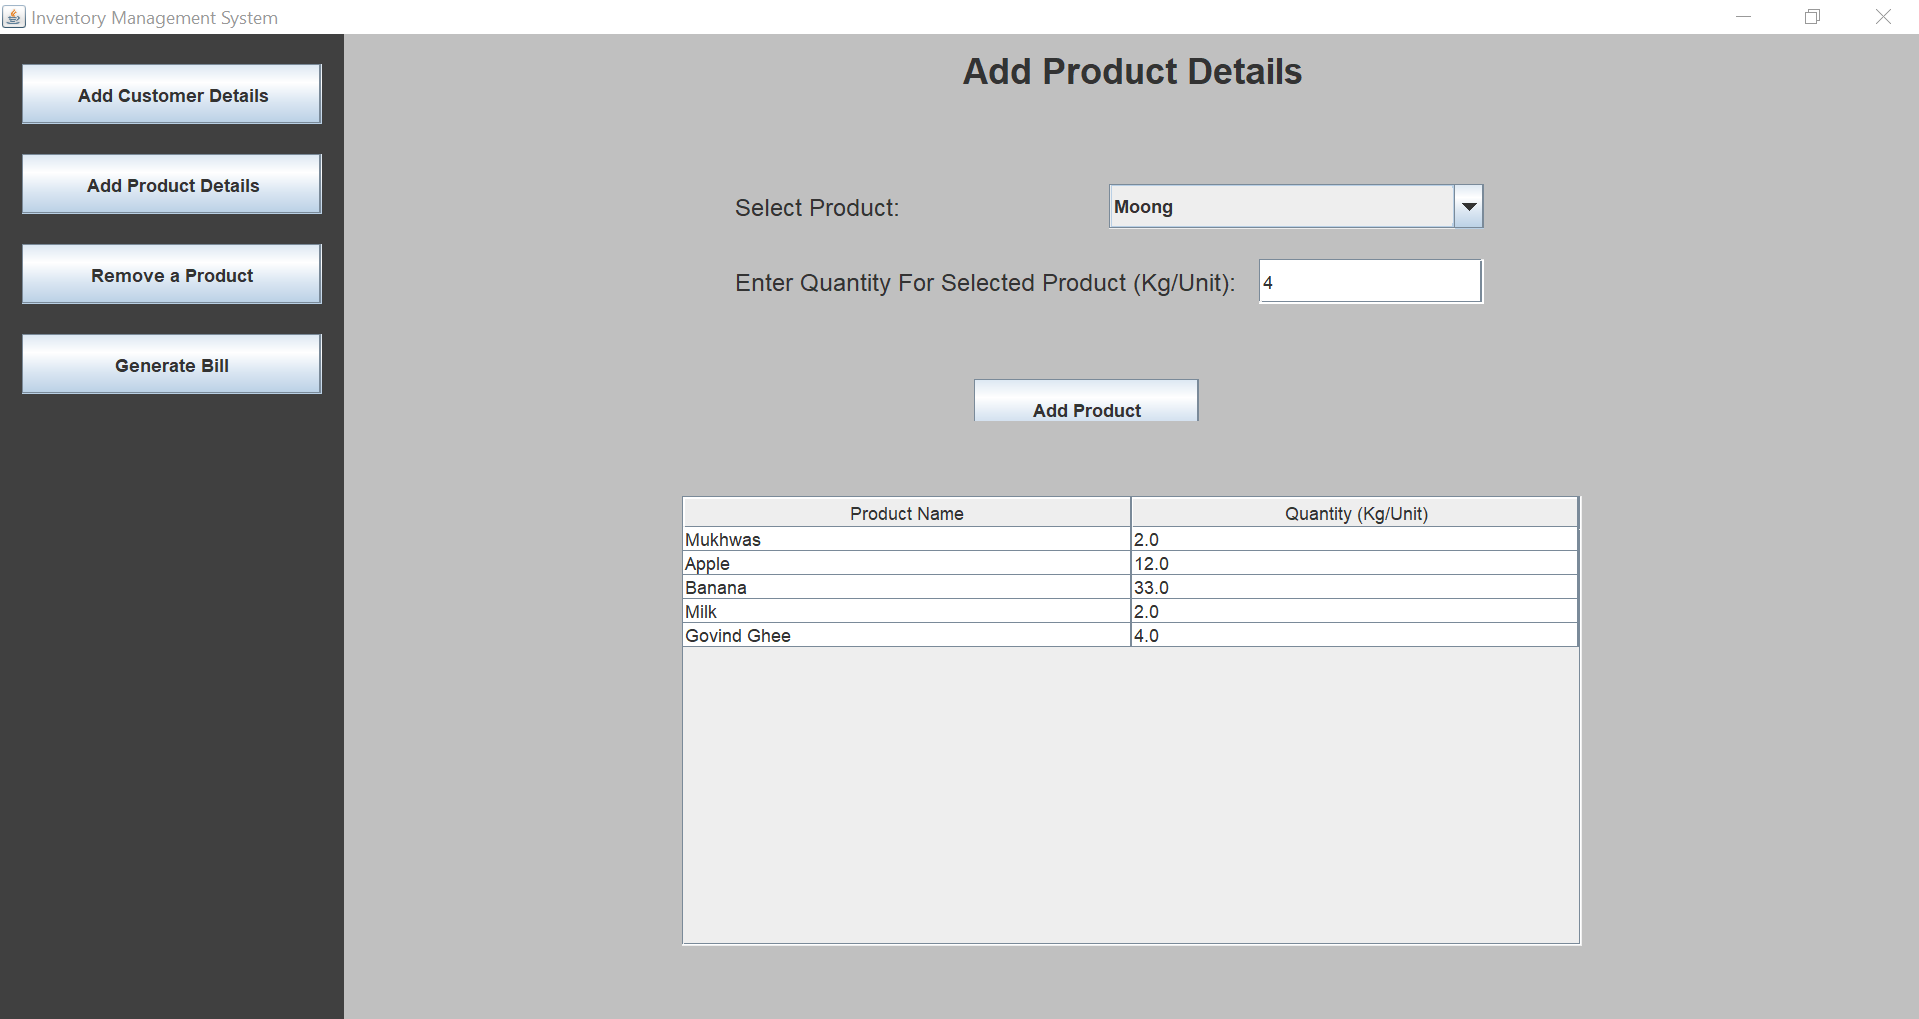 Inventory Management System
Add Customer Details
Add Product Details
Remove a Product
Generate Bill
Add Product Details
Select Product: Moong
Enter Quantity For Selected Product (Kg/Unit): 4
Add Product
Product Name Quantity (Kg/Unit)
Mukhwas 2.0
Apple 12.0
Banana 33.0
Milk 2.0
Govind Ghee 4.0